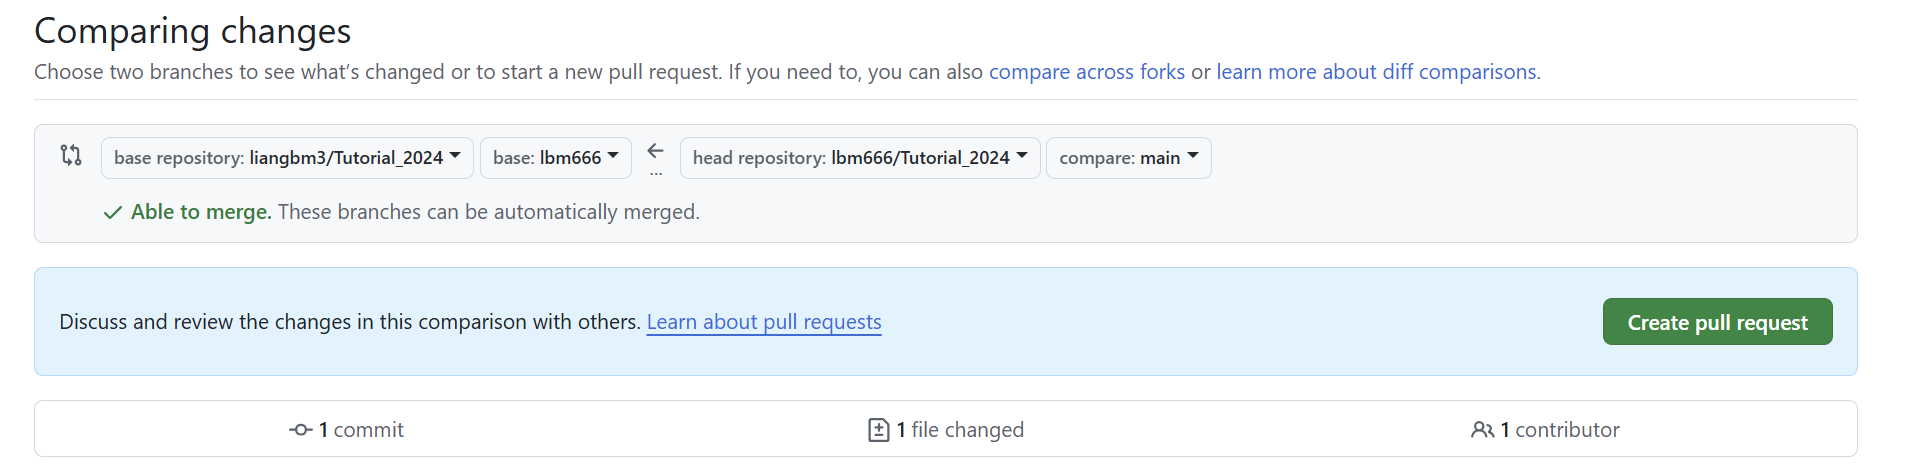 Comparing changes
Choose two branches to see what’s changed or to start a new pull request. If you need to, you can also compare across forks or learn more about diff comparisons.
base repository: liangbm3/Tutorial_2024 base: lbm666 ← ... head repository: lbm666/Tutorial_2024 compare: main
Able to merge. These branches can be automatically merged.
Discuss and review the changes in this comparison with others. Learn about pull requests Create pull request
1 commit 1 file changed 1 contributor